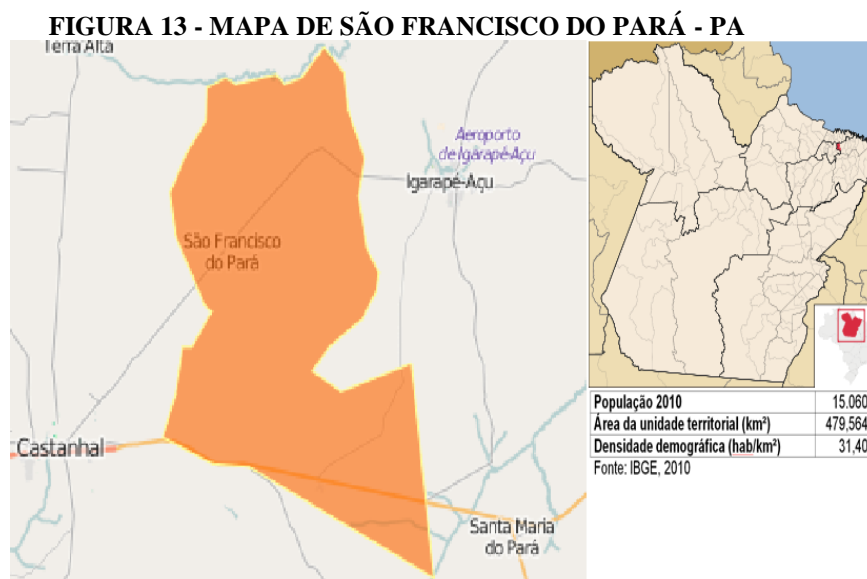 FIGURA 13 - MAPA DE SÃO FRANCISCO DO PARÁ - PA
Terra Alta
Aeroporto
de Igarapé-Açu
Igarapé-Açu
São Francisco
do Pará
Castanhal
Santa Maria
do Pará
População 2010 15.060
Área da unidade territorial (km²) 479,564
Densidade demográfica (hab/km²) 31,40
Fonte: IBGE, 2010